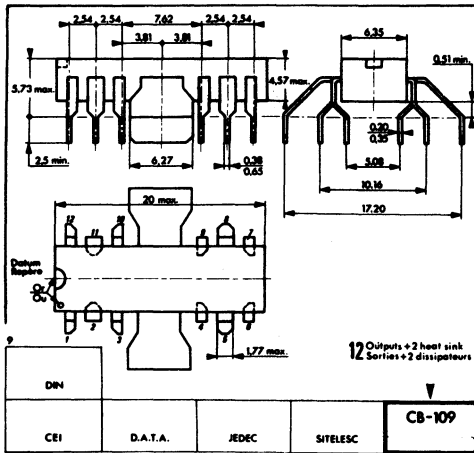 2,54 2,54 7,62 2,54 2,54
3,81 3,81
5,73 max.
4,57 max.
2,5 min.
6,27
0,38
0,65
6,35
0,51 min.
0,20
0,35
5,08
10,16
17,20
20 max.
12 11 10 9 8 7
Datum
Repère
Or
Ou
1 2 3 4 5 6
1,77 max.
12 Outputs + 2 heat sink
Sorties + 2 dissipateurs
9
DIN
CEI D.A.T.A. JEDEC SITELESC
CB-109